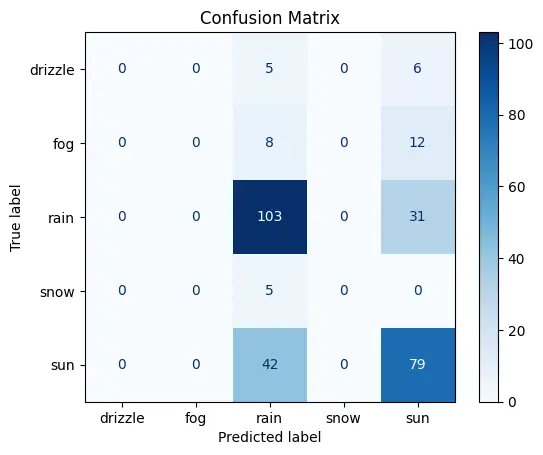 Confusion Matrix
drizzle 0 0 5 0 6
fog 0 0 8 0 12
rain 0 0 103 0 31
snow 0 0 5 0 0
sun 0 0 42 0 79
drizzle fog rain snow sun
Predicted label
True label
100
80
60
40
20
0